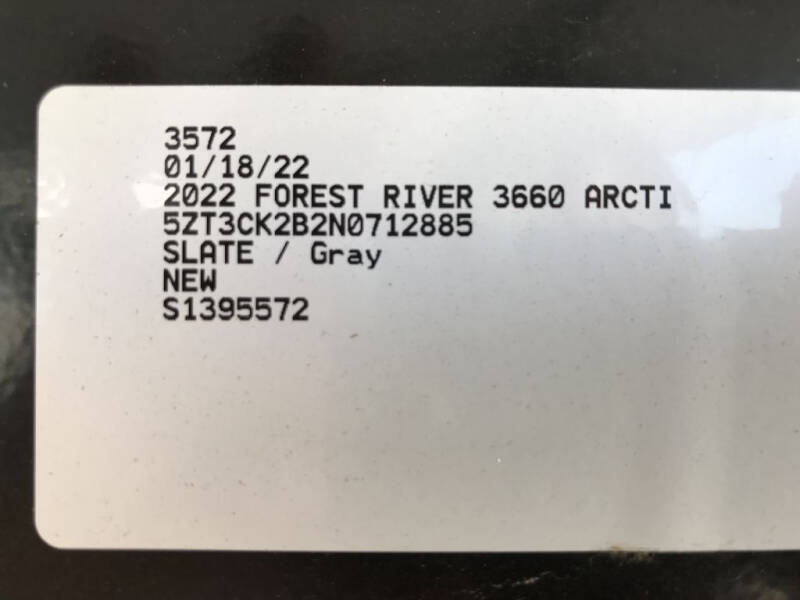 3572
01/18/22
2022 FOREST RIVER 3660 ARCTI
5ZT3CK2B2N0712885
SLATE / Gray
NEW
S1395572